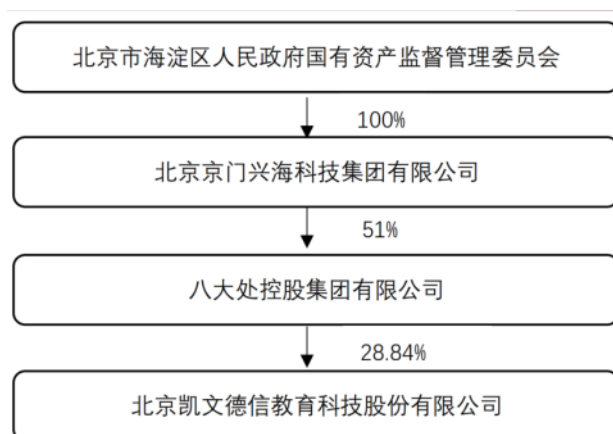 北京市海淀区人民政府国有资产监督管理委员会
100%
北京京门兴海科技集团有限公司
51%
八大处控股集团有限公司
28.84%
北京凯文德信教育科技股份有限公司